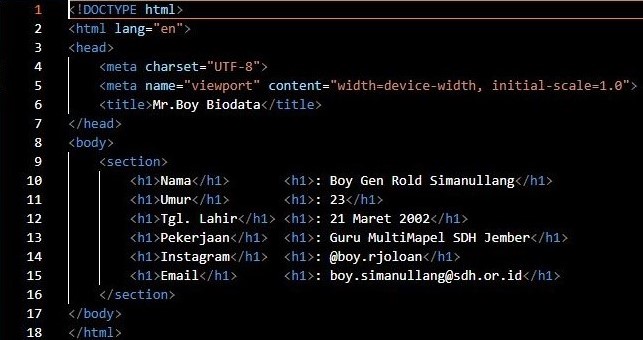 1 <!DOCTYPE html>
2 <html lang="en">
3 <head>
4     <meta charset="UTF-8">
5     <meta name="viewport" content="width=device-width, initial-scale=1.0">
6     <title>Mr.Boy Biodata</title>
7 </head>
8 <body>
9     <section>
10         <h1>Nama</h1>       <h1>: Boy Gen Rold Simanullang</h1>
11         <h1>Umur</h1>       <h1>: 23</h1>
12         <h1>Tgl. Lahir</h1> <h1>: 21 Maret 2002</h1>
13         <h1>Pekerjaan</h1>  <h1>: Guru MultiMapel SDH Jember</h1>
14         <h1>Instagram</h1>  <h1>: @boy.rjoloan</h1>
15         <h1>Email</h1>      <h1>: boy.simanullang@sdh.or.id</h1>
16     </section>
17 </body>
18 </html>